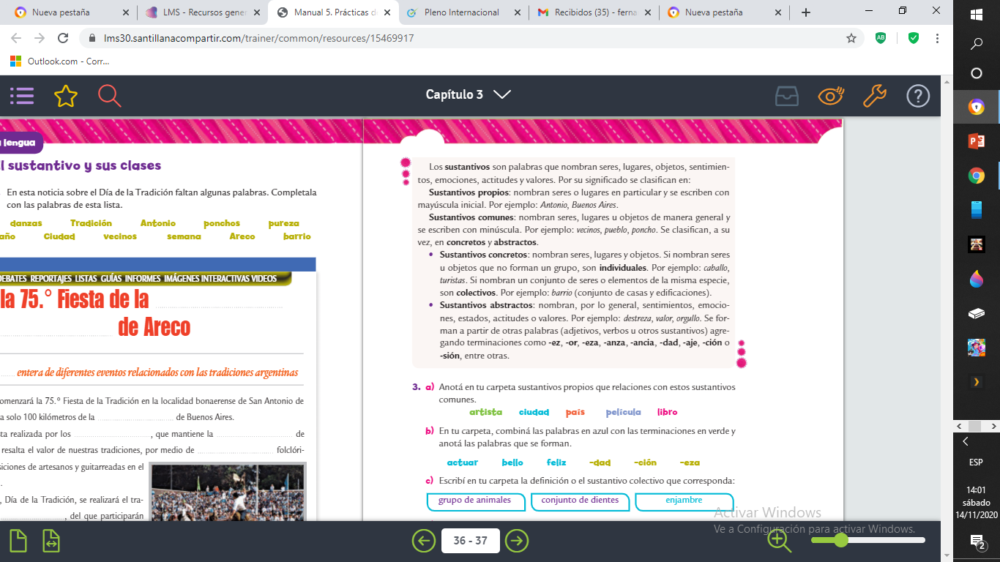 Nueva pestaña
LMS - Recursos gener
Manual 5. Prácticas d
Pleno Internacional
Recibidos (35) - ferna
Nueva pestaña
lms30.santillanacompartir.com/trainer/common/resources/15469917
Outlook.com - Corr...
Capítulo 3
lengua
l sustantivo y sus clases
En esta noticia sobre el Día de la Tradición faltan algunas palabras. Completala
con las palabras de esta lista.
danzas Tradición Antonio ponchos pureza
año Ciudad vecinos semana Areco barrio
DEBATES REPORTAJES LISTAS GUÍAS INFORMES IMÁGENES INTERACTIVAS VIDEOS
la 75.° Fiesta de la
de Areco
entera de diferentes eventos relacionados con las tradiciones argentinas
omenzará la 75.° Fiesta de la Tradición en la localidad bonaerense de San Antonio de
a solo 100 kilómetros de la de Buenos Aires.
sta realizada por los , que mantiene la de
resalta el valor de nuestras tradiciones, por medio de folclóri-
siciones de artesanos y guitarreadas en el
.
, Día de la Tradición, se realizará el tra-
, del que participarán
Los sustantivos son palabras que nombran seres, lugares, objetos, sentimien-
tos, emociones, actitudes y valores. Por su significado se clasifican en:
Sustantivos propios: nombran seres o lugares en particular y se escriben con
mayúscula inicial. Por ejemplo: Antonio, Buenos Aires.
Sustantivos comunes: nombran seres, lugares u objetos de manera general y
se escriben con minúscula. Por ejemplo: vecinos, pueblo, poncho. Se clasifican, a su
vez, en concretos y abstractos.
• Sustantivos concretos: nombran seres, lugares y objetos. Si nombran seres
u objetos que no forman un grupo, son individuales. Por ejemplo: caballo,
turistas. Si nombran un conjunto de seres o elementos de la misma especie,
son colectivos. Por ejemplo: barrio (conjunto de casas y edificaciones).
• Sustantivos abstractos: nombran, por lo general, sentimientos, emocio-
nes, estados, actitudes o valores. Por ejemplo: destreza, valor, orgullo. Se for-
man a partir de otras palabras (adjetivos, verbos u otros sustantivos) agre-
gando terminaciones como -ez, -or, -eza, -anza, -ancia, -dad, -aje, -ción o
-sión, entre otras.
3. a) Anotá en tu carpeta sustantivos propios que relaciones con estos sustantivos
comunes.
artista ciudad país película libro
b) En tu carpeta, combiná las palabras en azul con las terminaciones en verde y
anotá las palabras que se forman.
actuar bello feliz -dad -ción -eza
c) Escribí en tu carpeta la definición o el sustantivo colectivo que corresponda:
grupo de animales conjunto de dientes enjambre
Activar Windows
Ve a Configuración para activar Windows.
36 - 37
ESP
14:01
sábado
14/11/2020
2